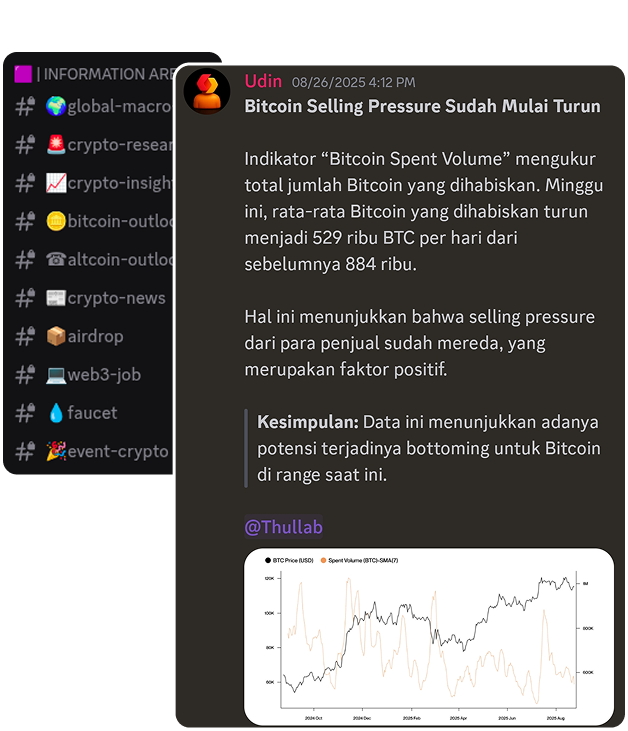 | INFORMATION ARE
global-macro
crypto-resear
crypto-insigh
bitcoin-outloo
altcoin-outloo
crypto-news
airdrop
web3-job
faucet
event-crypto
Udin 08/26/2025 4:12 PM
Bitcoin Selling Pressure Sudah Mulai Turun
Indikator “Bitcoin Spent Volume” mengukur
total jumlah Bitcoin yang dihabiskan. Minggu
ini, rata-rata Bitcoin yang dihabiskan turun
menjadi 529 ribu BTC per hari dari
sebelumnya 884 ribu.
Hal ini menunjukkan bahwa selling pressure
dari para penjual sudah mereda, yang
merupakan faktor positif.
Kesimpulan: Data ini menunjukkan adanya
potensi terjadinya bottoming untuk Bitcoin
di range saat ini.
@Thullab
BTC Price (USD) Spent Volume (BTC)-SMA(7)
120K
100K
80K
60K
1M
800K
600K
2024 Oct 2024 Dec 2025 Feb 2025 Apr 2025 Jun 2025 Aug